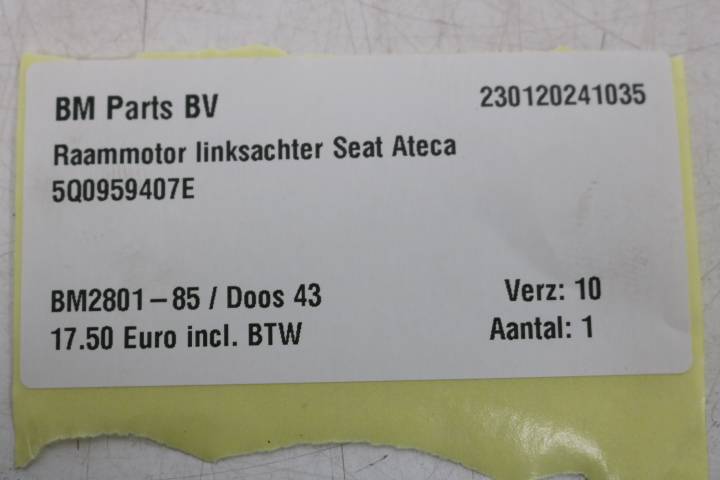 BM Parts BV 230120241035
Raammotor linksachter Seat Ateca
5Q0959407E
BM2801-85 / Doos 43 Verz: 10
17.50 Euro incl. BTW Aantal: 1